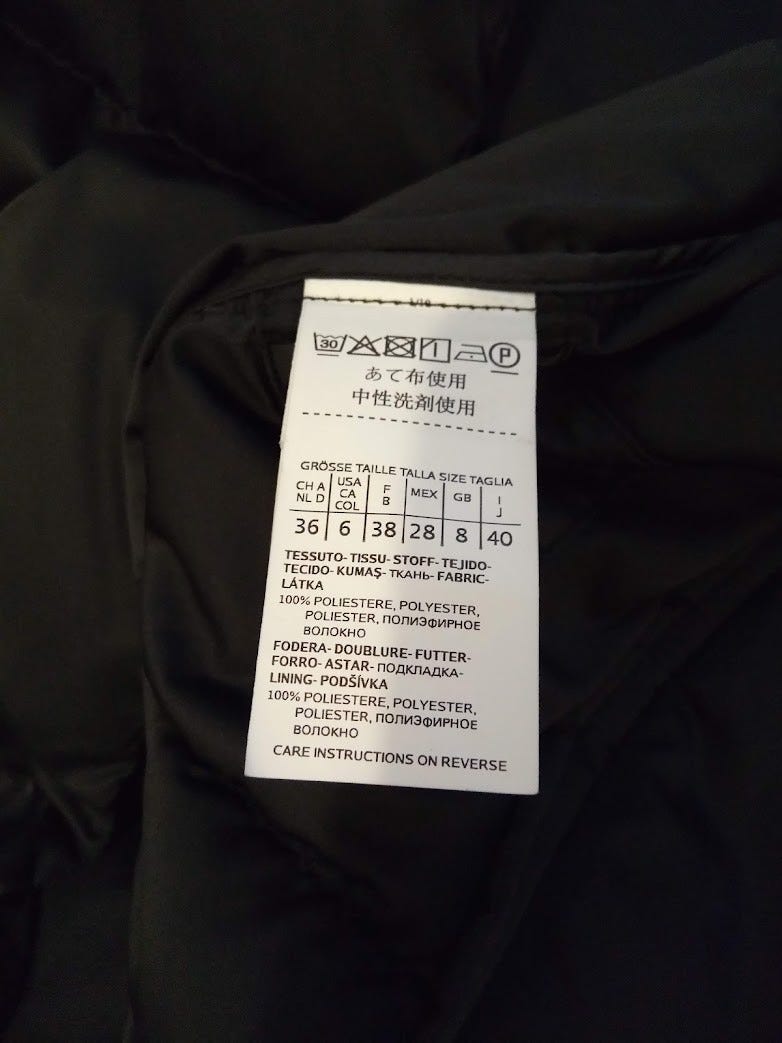 1/10
30 P
あて布使用
中性洗剤使用
GRÖSSE TAILLE TALLA SIZE TAGLIA
CH A NL D USA CA COL F B MEX GB I J
36 6 38 28 8 40
TESSUTO- TISSU- STOFF- TEJIDO-
TECIDO- KUMAŞ- ТКАНЬ- FABRIC-
LÁTKA
100% POLIESTERE, POLYESTER,
POLIESTER, ПОЛИЭФИРНОЕ
ВОЛОКНО
FODERA- DOUBLURE- FUTTER-
FORRO- ASTAR- ПОДКЛАДКА-
LINING- PODŠÍVKA
100% POLIESTERE, POLYESTER,
POLIESTER, ПОЛИЭФИРНОЕ
ВОЛОКНО
CARE INSTRUCTIONS ON REVERSE